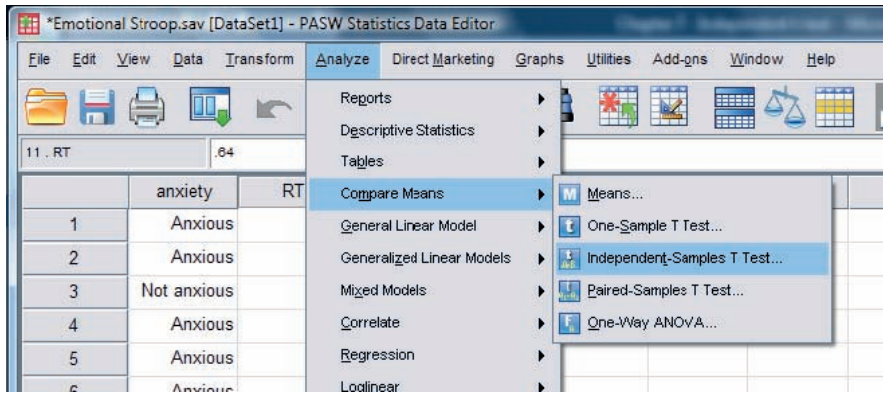 *Emotional Stroop.sav [DataSet1] - PASW Statistics Data Editor
File Edit View Data Transform Analyze Direct Marketing Graphs Utilities Add-ons Window Help
11 . RT .64
Reports
Descriptive Statistics
Tables
Compare Means
General Linear Model
Generalized Linear Models
Mixed Models
Correlate
Regression
Loglinear
Means...
One-Sample T Test...
Independent-Samples T Test...
Paired-Samples T Test...
One-Way ANOVA...
anxiety RT
1 Anxious
2 Anxious
3 Not anxious
4 Anxious
5 Anxious
6 Anxious